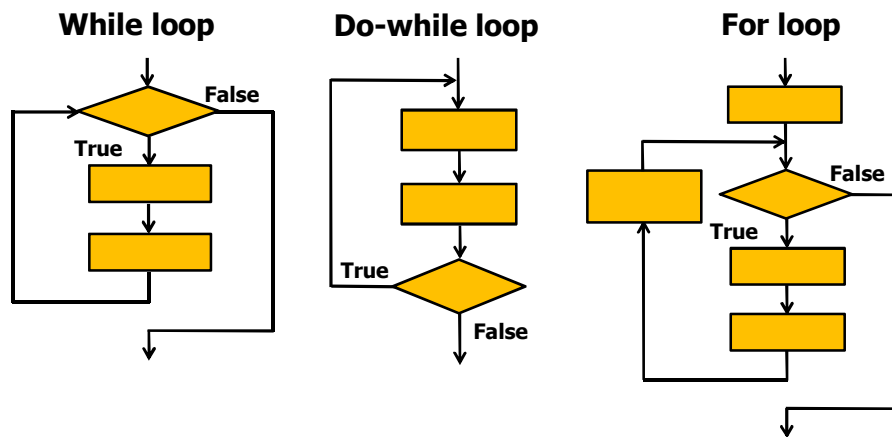 While loop
False
True
Do-while loop
True
False
For loop
False
True